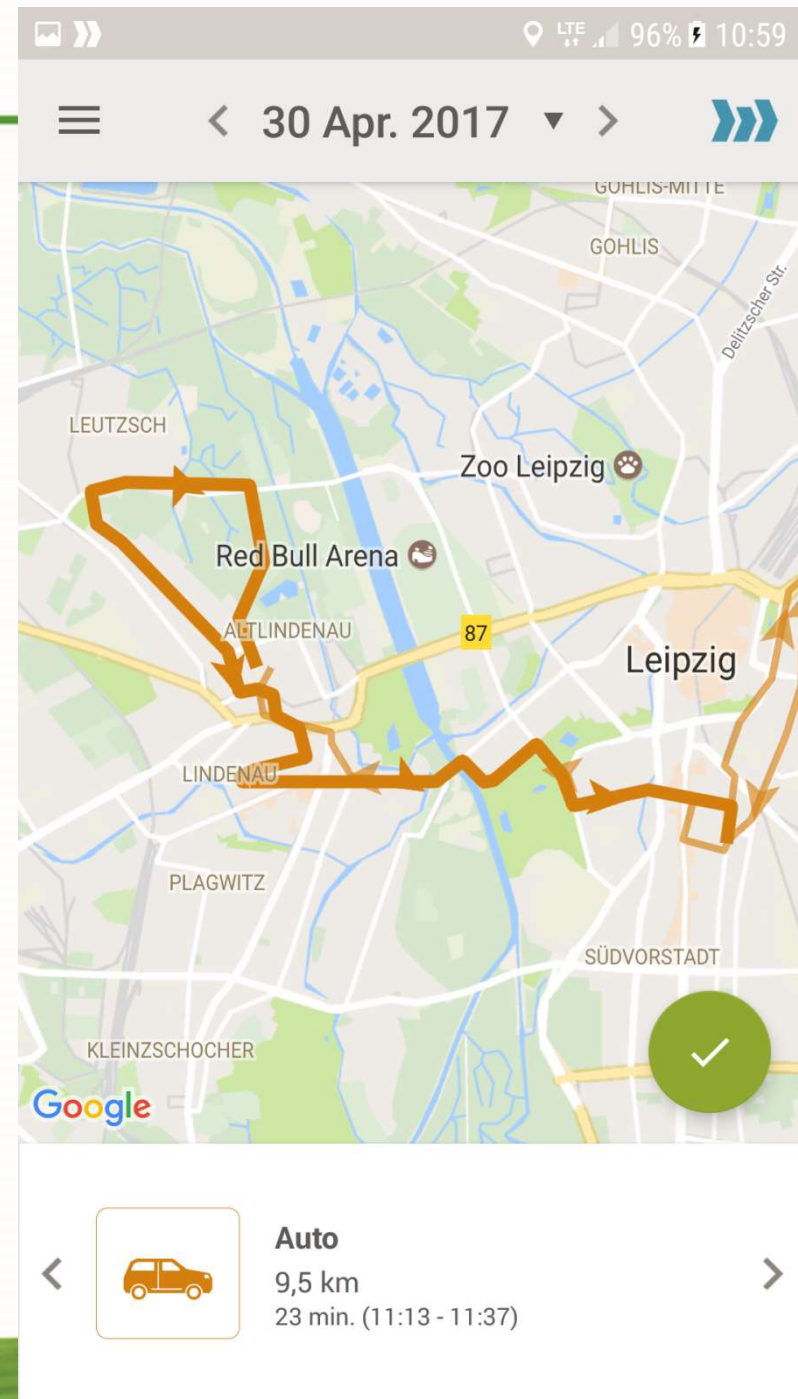 LTE 96% 10:59
30 Apr. 2017
GOHLIS-MITTE
GOHLIS
Delitzscher Str.
LEUTZSCH
Zoo Leipzig
Red Bull Arena
ALTLINDENAU
87
Leipzig
LINDENAU
PLAGWITZ
SÜDVORSTADT
KLEINZSCHOCHER
Google
Auto
9,5 km
23 min. (11:13 - 11:37)